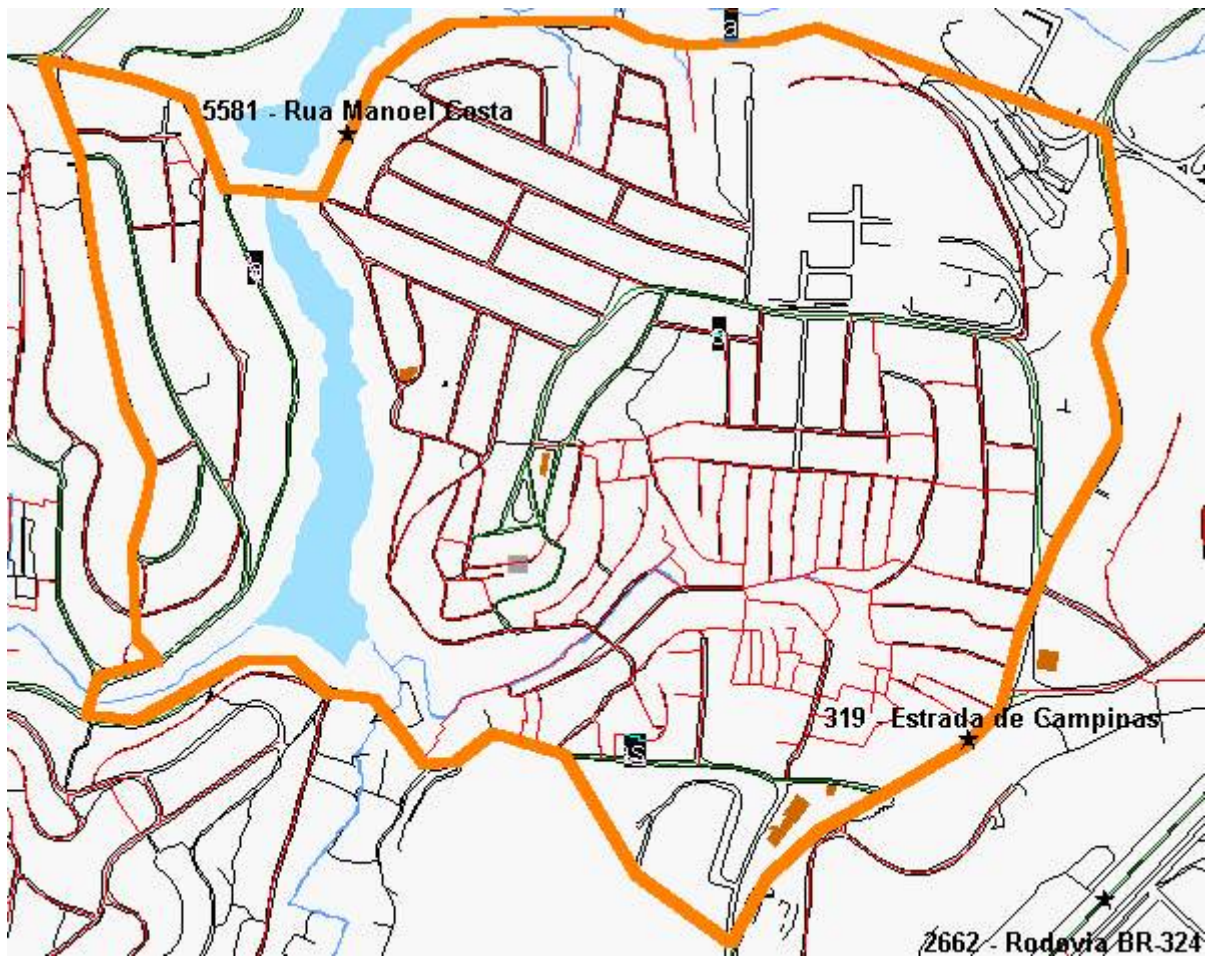 5581 - Rua Manoel Costa
319 - Estrada de Campinas
2662 - Rodovia BR-324